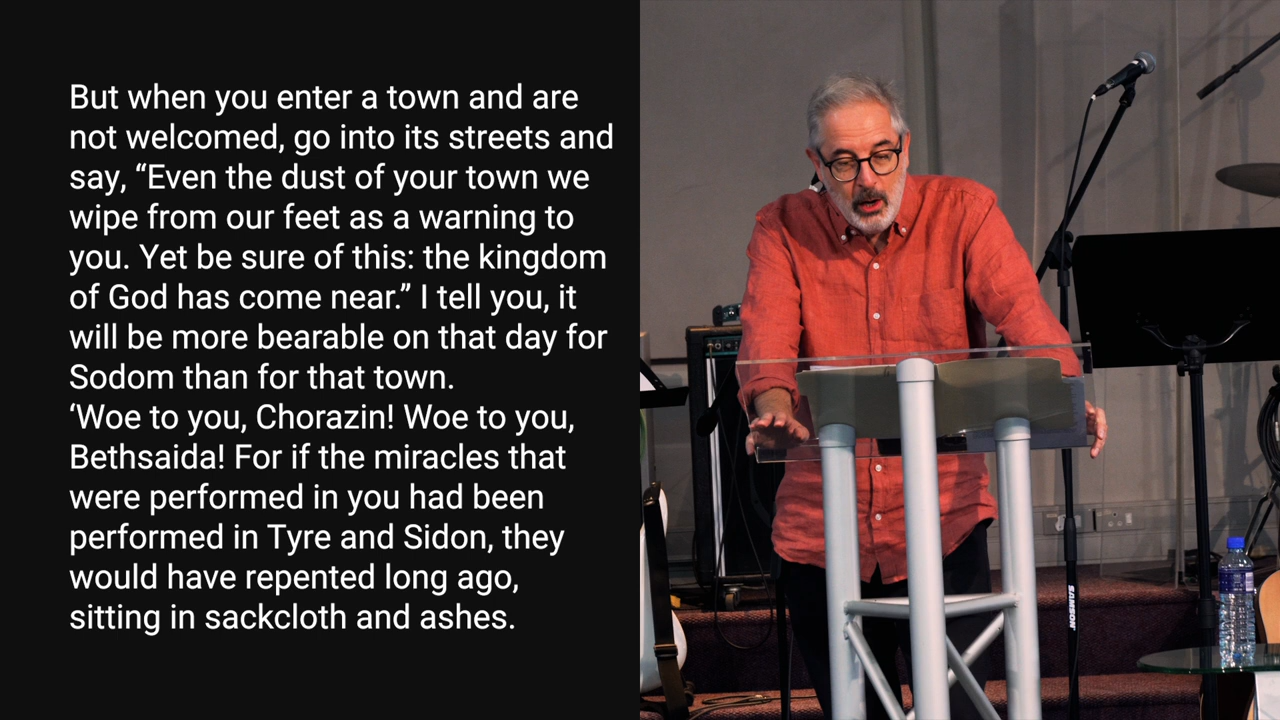 But when you enter a town and are
not welcomed, go into its streets and
say, “Even the dust of your town we
wipe from our feet as a warning to
you. Yet be sure of this: the kingdom
of God has come near.” I tell you, it
will be more bearable on that day for
Sodom than for that town.
‘Woe to you, Chorazin! Woe to you,
Bethsaida! For if the miracles that
were performed in you had been
performed in Tyre and Sidon, they
would have repented long ago,
sitting in sackcloth and ashes.
SAMSON